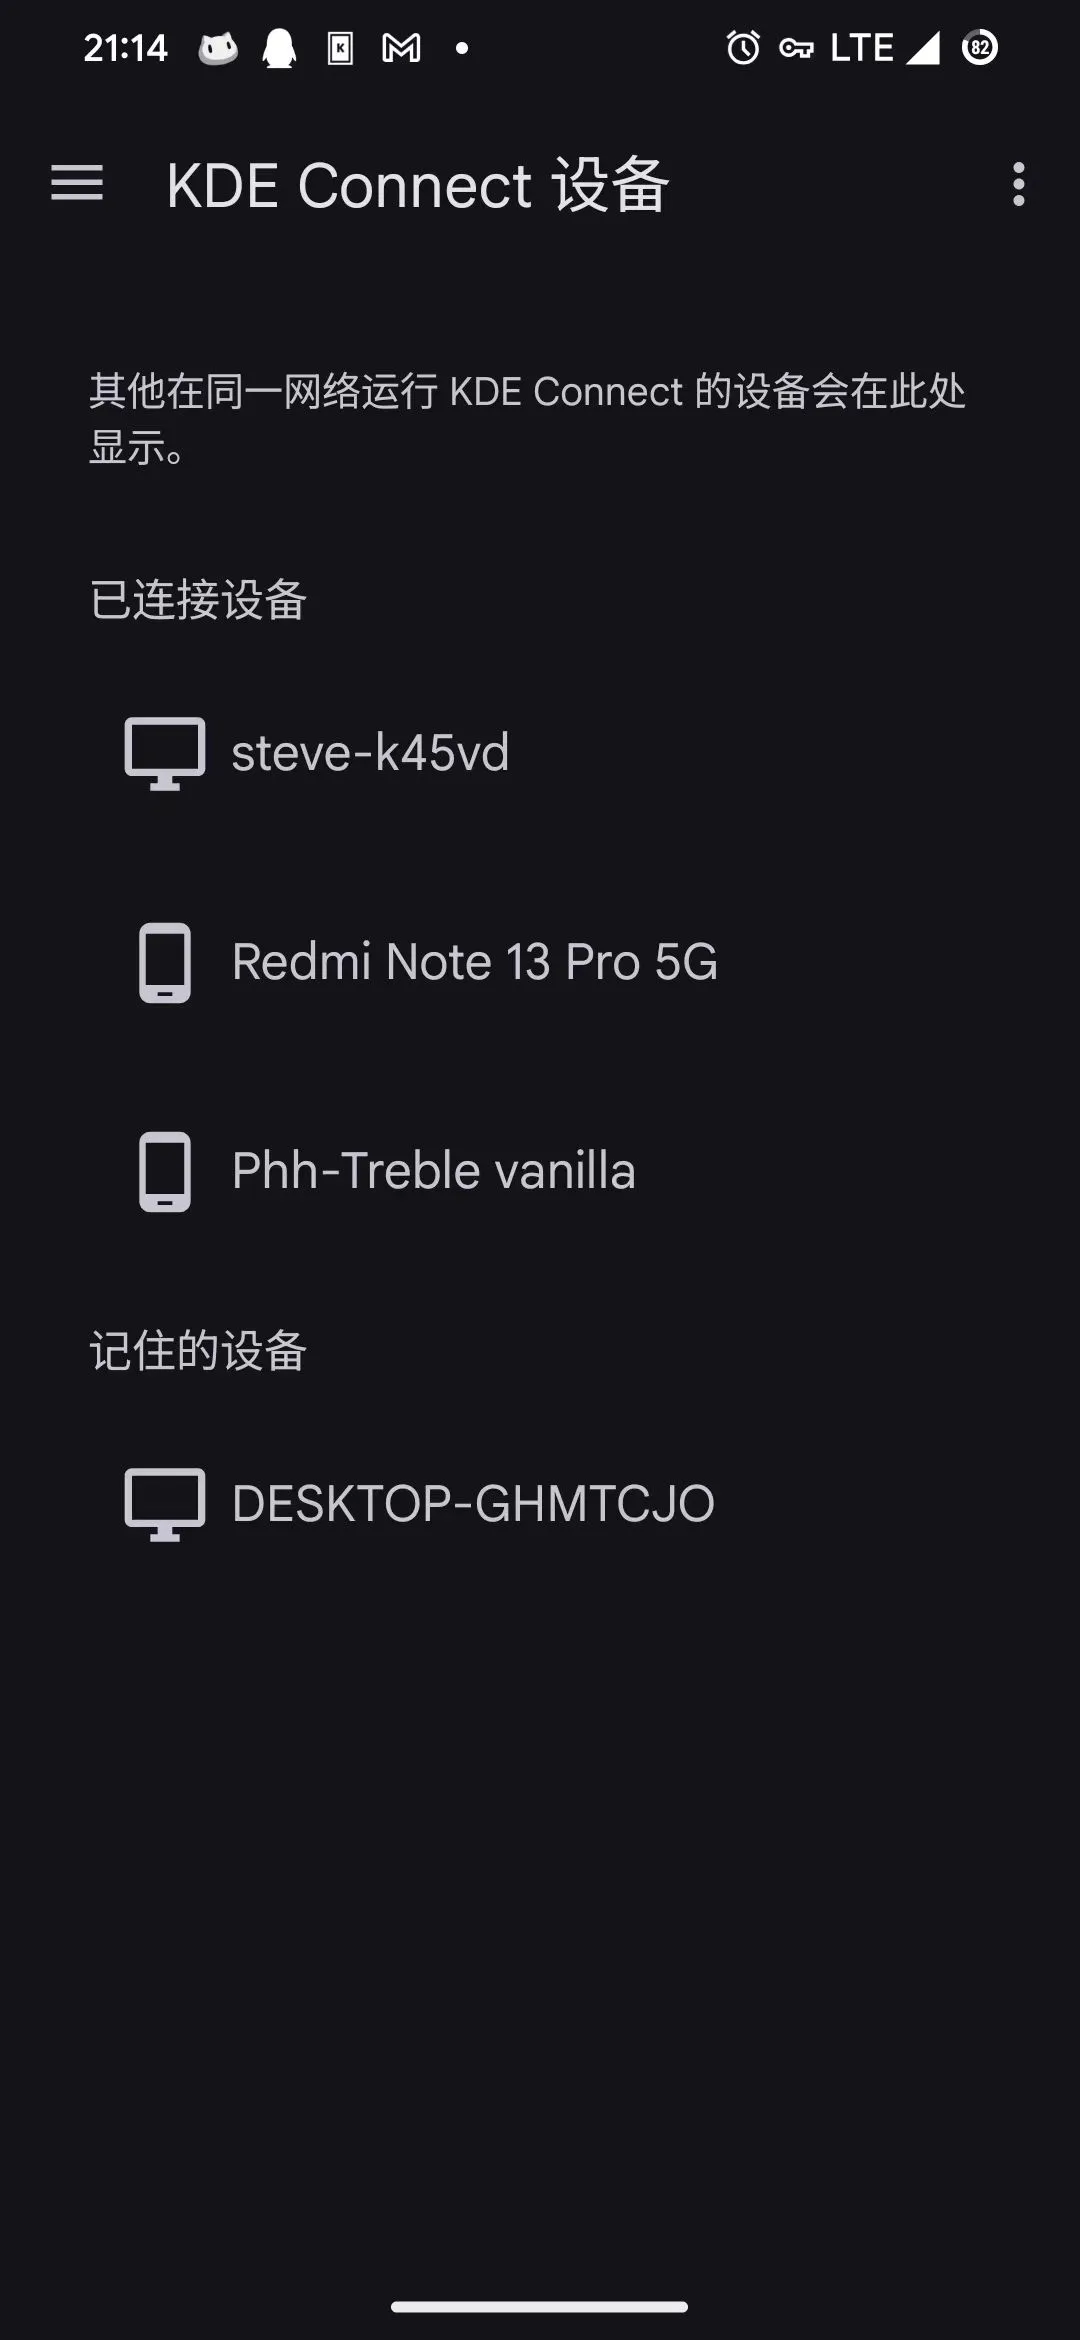 21:14
LTE
82
KDE Connect 设备
其他在同一网络运行 KDE Connect 的设备会在此处
显示。
已连接设备
steve-k45vd
Redmi Note 13 Pro 5G
Phh-Treble vanilla
记住的设备
DESKTOP-GHMTCJO